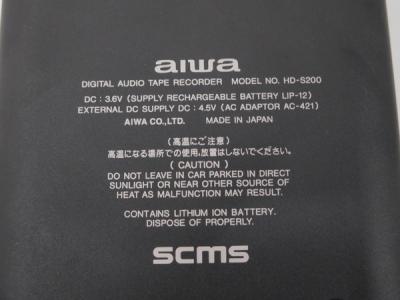 aiwa
DIGITAL AUDIO TAPE RECORDER MODEL NO. HD-S200
DC : 3.6V (SUPPLY RECHARGEABLE BATTERY LIP-12)
EXTERNAL DC SUPPLY DC : 4.5V (AC ADAPTOR AC-421)
AIWA CO.,LTD. MADE IN JAPAN
(高温にご注意)
高温になる場所での使用,放置はしないでください。
( CAUTION )
DO NOT LEAVE IN CAR PARKED IN DIRECT
SUNLIGHT OR NEAR OTHER SOURCE OF
HEAT AS MALFUNCTION MAY RESULT.
CONTAINS LITHIUM ION BATTERY.
DISPOSE OF PROPERLY.
SCMS